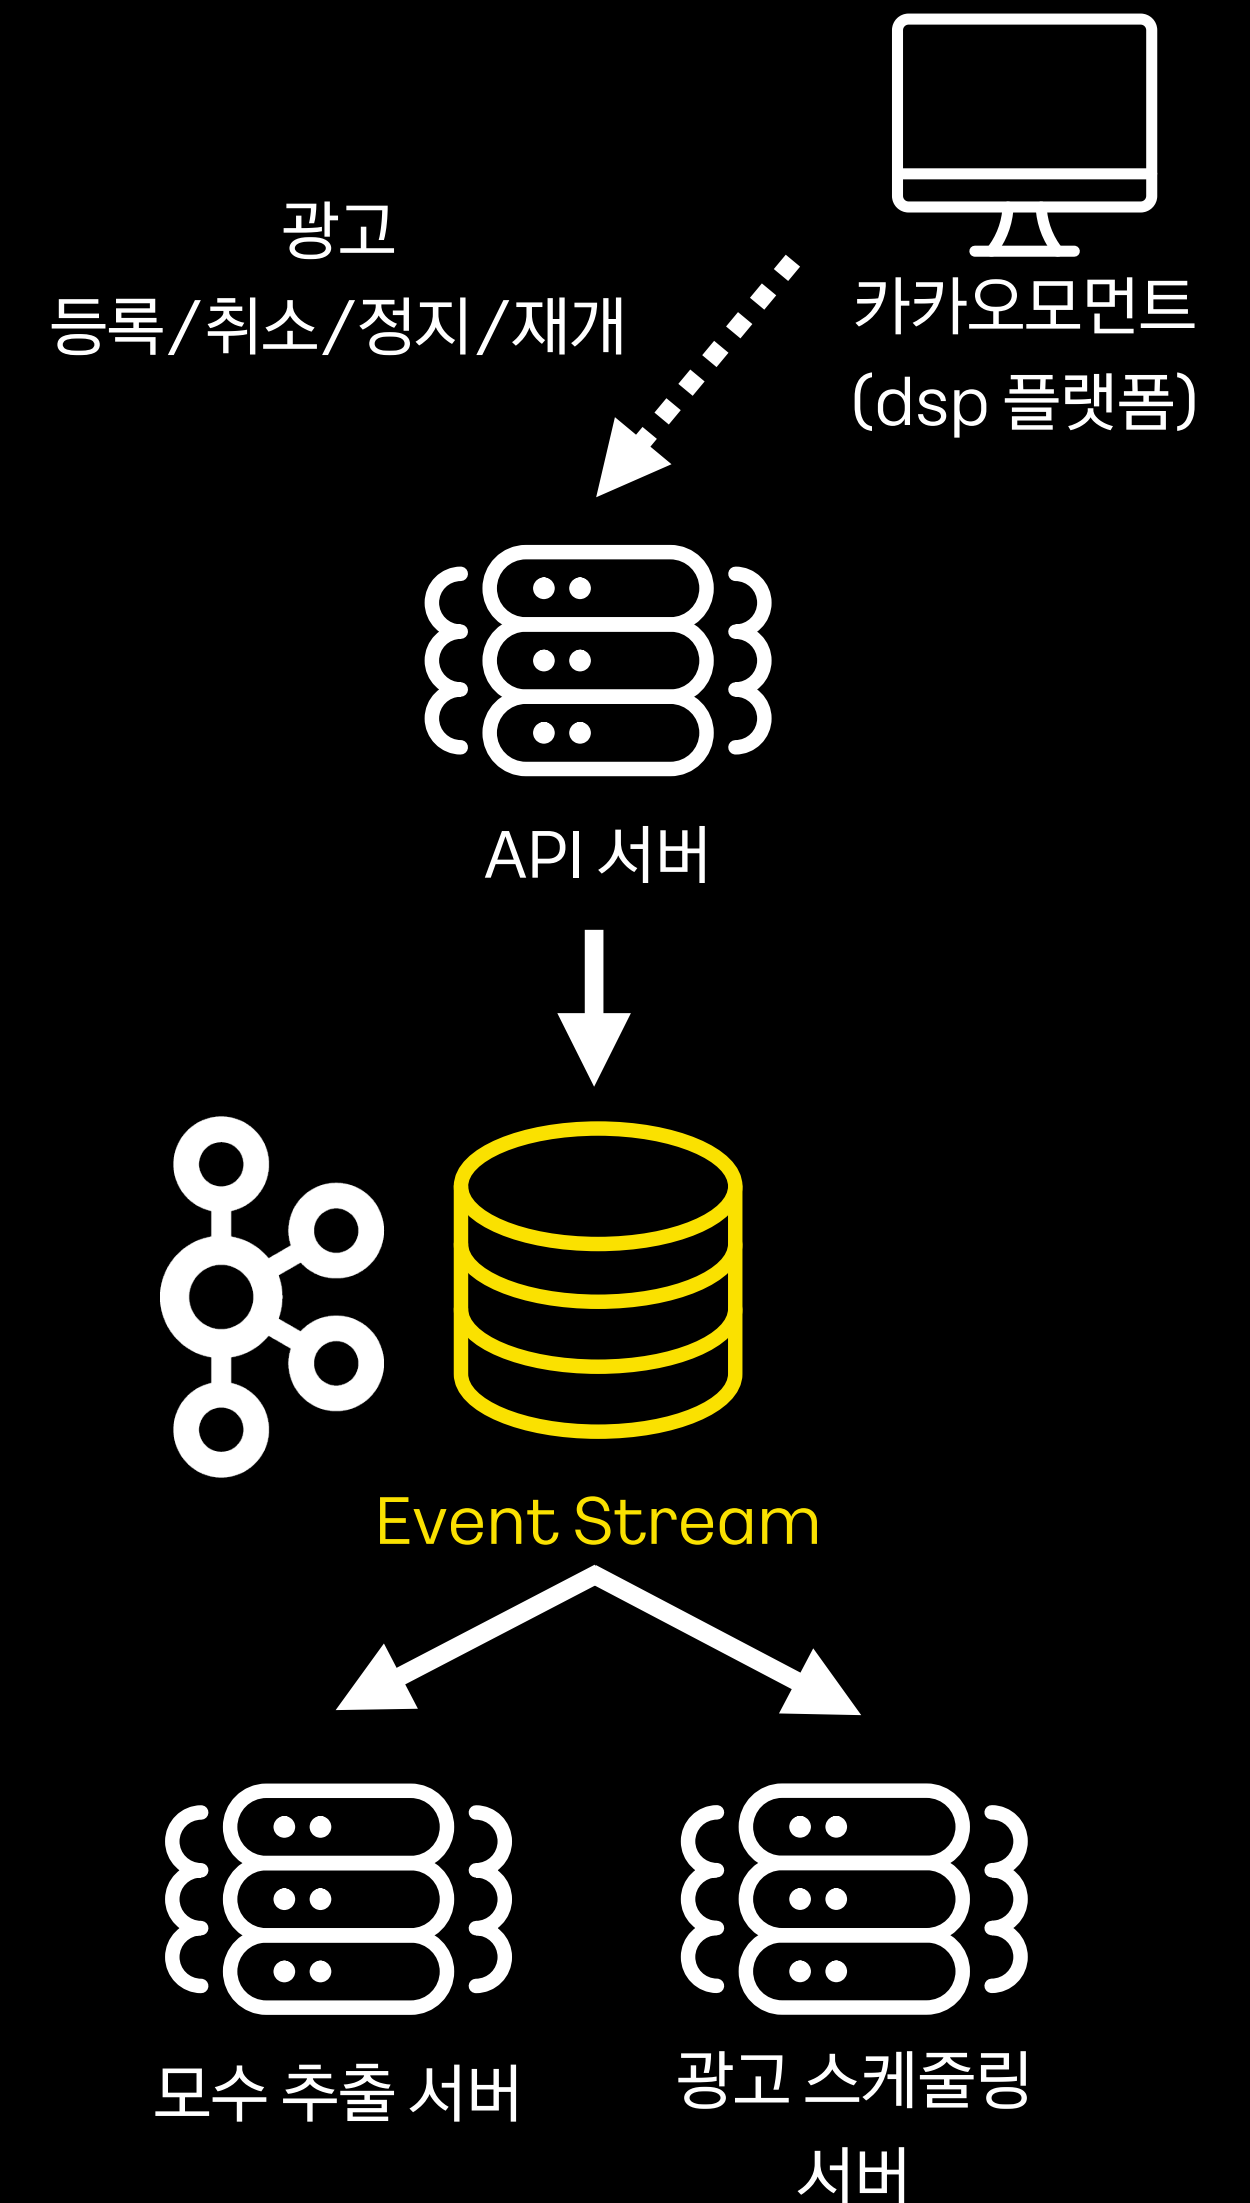 광고
등록/취소/정지/재개
카카오모먼트
(dsp 플랫폼)
API 서버
Event Stream
모수 추출 서버
광고 스케줄링
서버